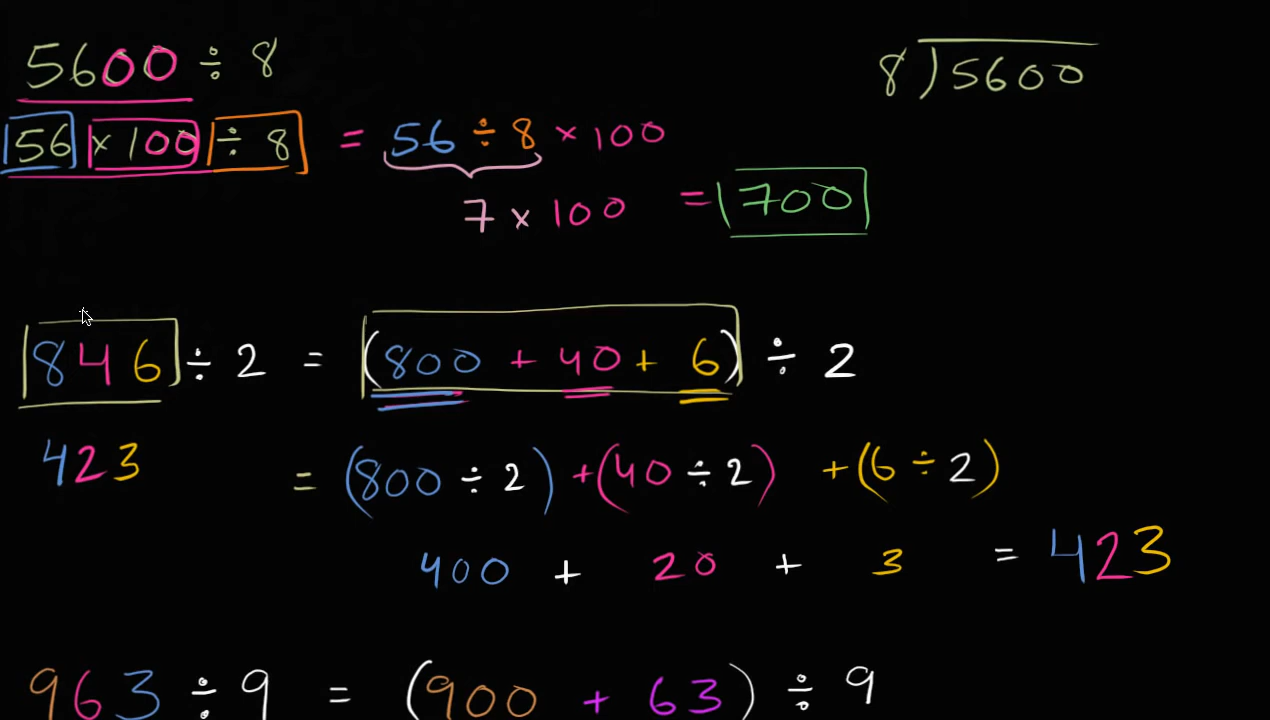 5600 ÷ 8
8)5600
56 × 100 ÷ 8 = 56 ÷ 8 × 100
7 × 100 = 700
846 ÷ 2 = (800 + 40 + 6) ÷ 2
423 = (800 ÷ 2) + (40 ÷ 2) + (6 ÷ 2)
400 + 20 + 3 = 423
963 ÷ 9 = (900 + 63) ÷ 9